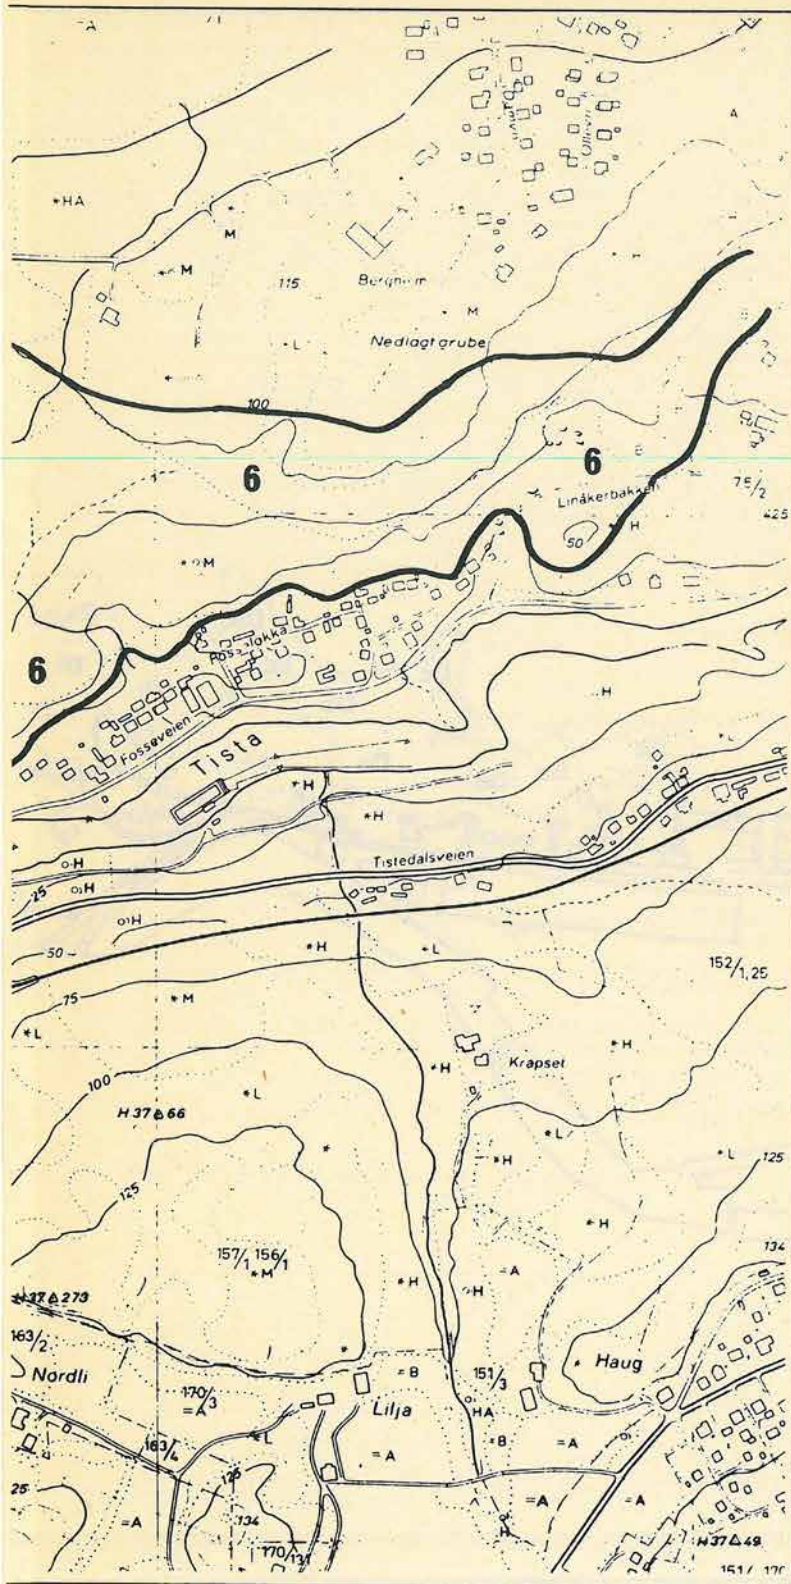 A
A
* HA
M
* M
115
M
Nedlagt grube
L
100
6
6
Linåkerbakken
75/2
425
50
H
M
6
Fosseveien
Tista
H
L
* H
* H
Tistedalsveien
H
25
H
H
50
* H
* L
152/1,25
75
* M
* L
* H
* H
Krapset
100
* L
H 37 66
* L
* H
* L
125
125
* H
134
157/1 156/1
* M
= A
* H
H
H 37 273
163/2
Haug
Nordli
= B
151/3
170/3
= A
Lilja
HA
* L
B
= A
163/4
= A
125
25
= A
134
= A
= A
H
H 37 49
170/131
151/ 170